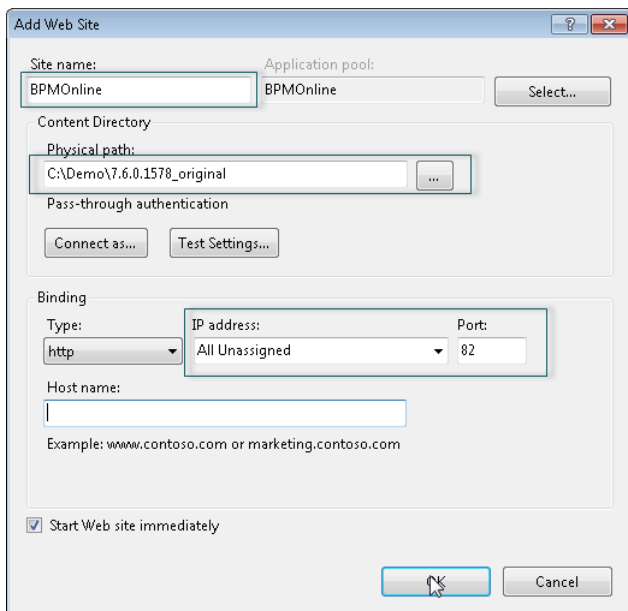 Add Web Site
Site name:
Application pool:
BPMOnline
BPMOnline
Select...
Content Directory
Physical path:
C:\Demo\7.6.0.1578_original
...
Pass-through authentication
Connect as...
Test Settings...
Binding
Type:
IP address:
Port:
http
All Unassigned
82
Host name:
Example: www.contoso.com or marketing.contoso.com
Start Web site immediately
OK
Cancel